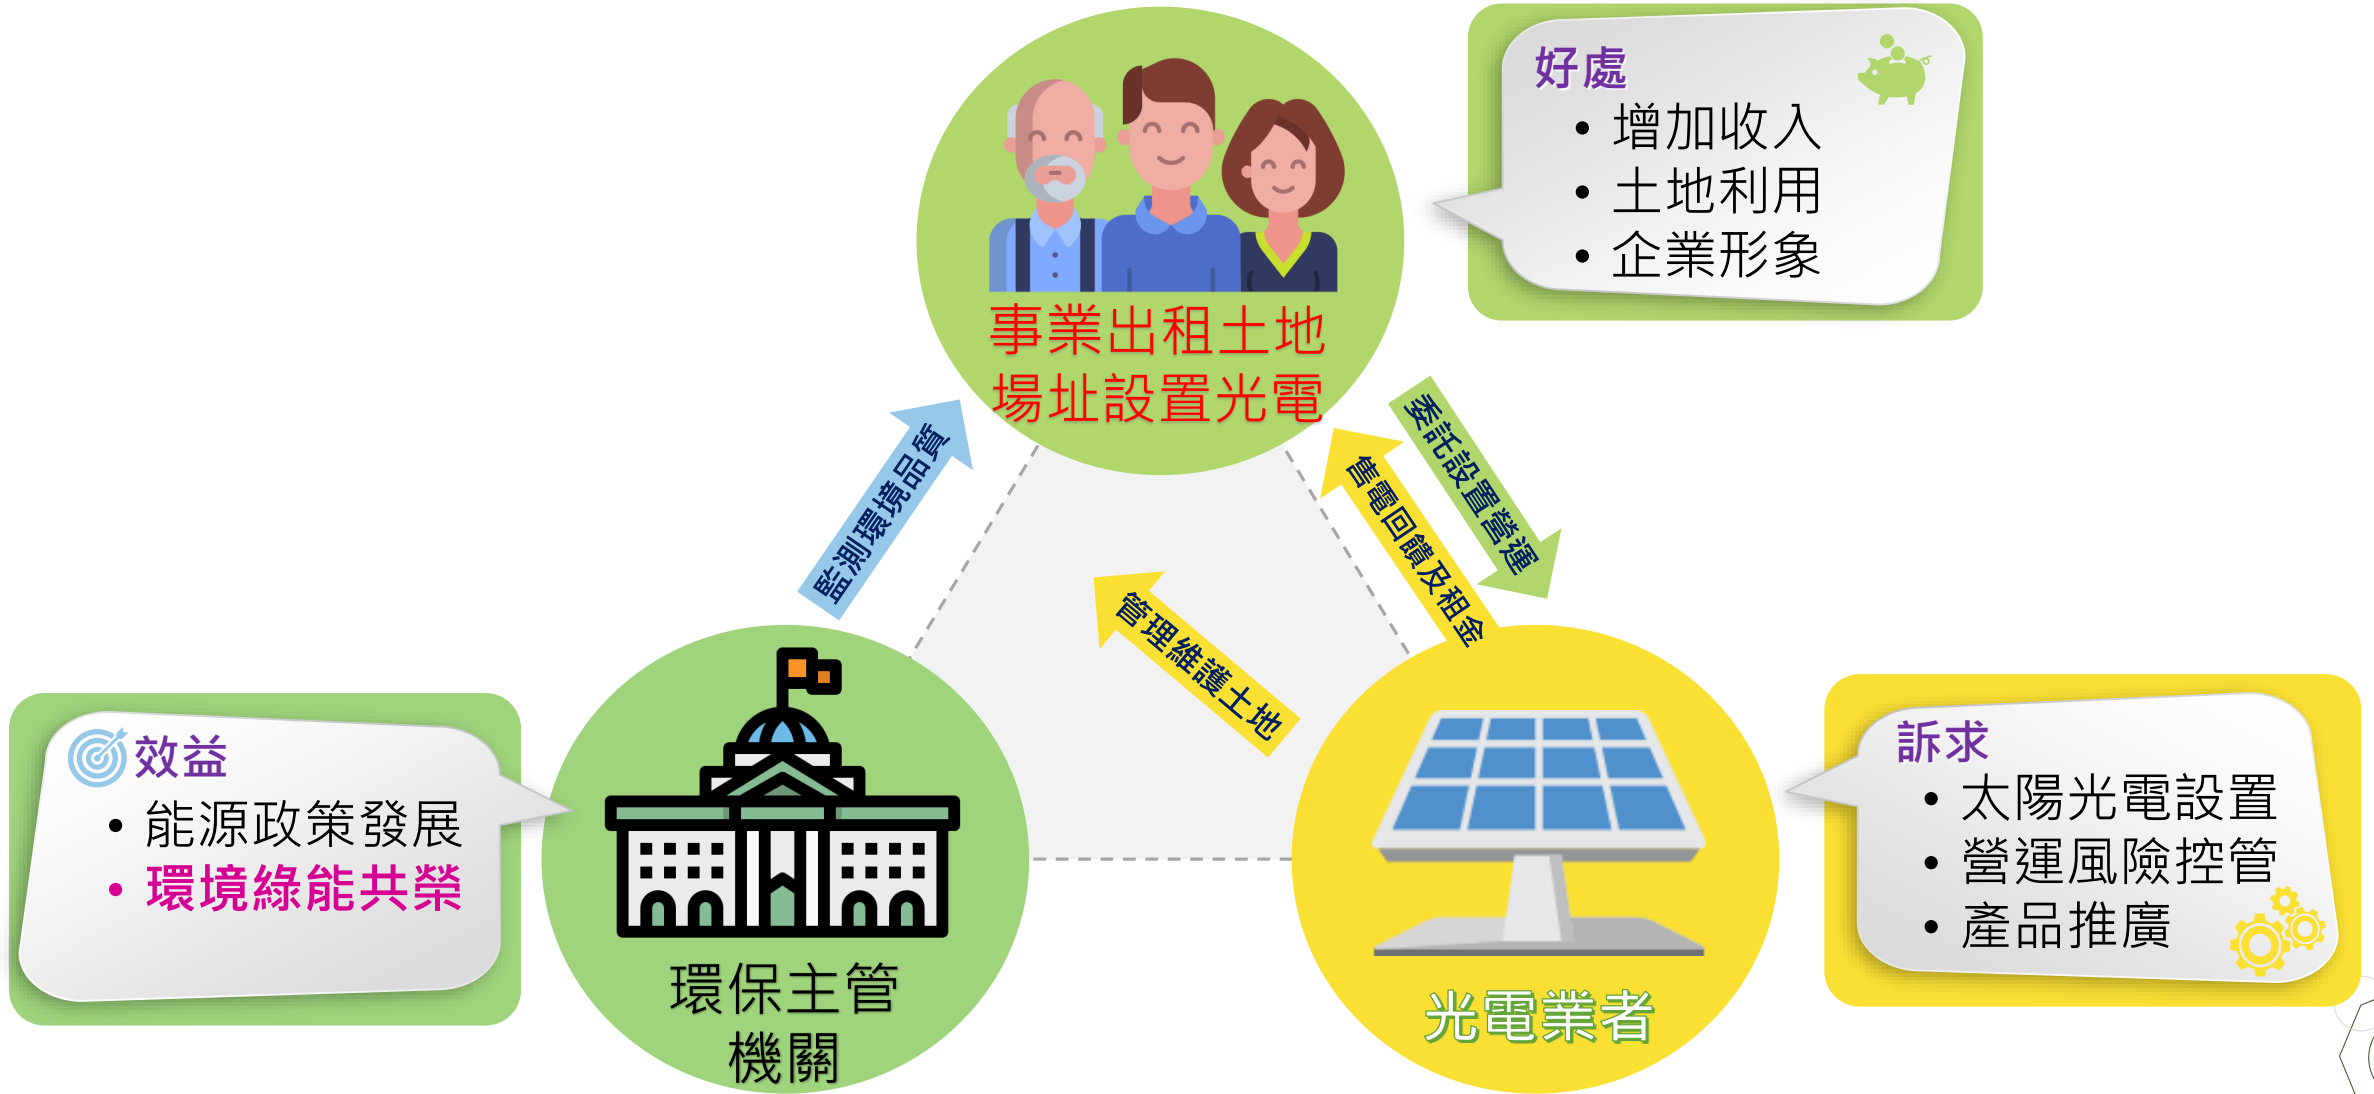 事業出租土地
場址設置光電
好處
• 增加收入
• 土地利用
• 企業形象
監測環境品質
委託設置營運
售電回饋及租金
管理維護土地
效益
• 能源政策發展
• 環境綠能共榮
環保主管
機關
光電業者
訴求
• 太陽光電設置
• 營運風險控管
• 產品推廣